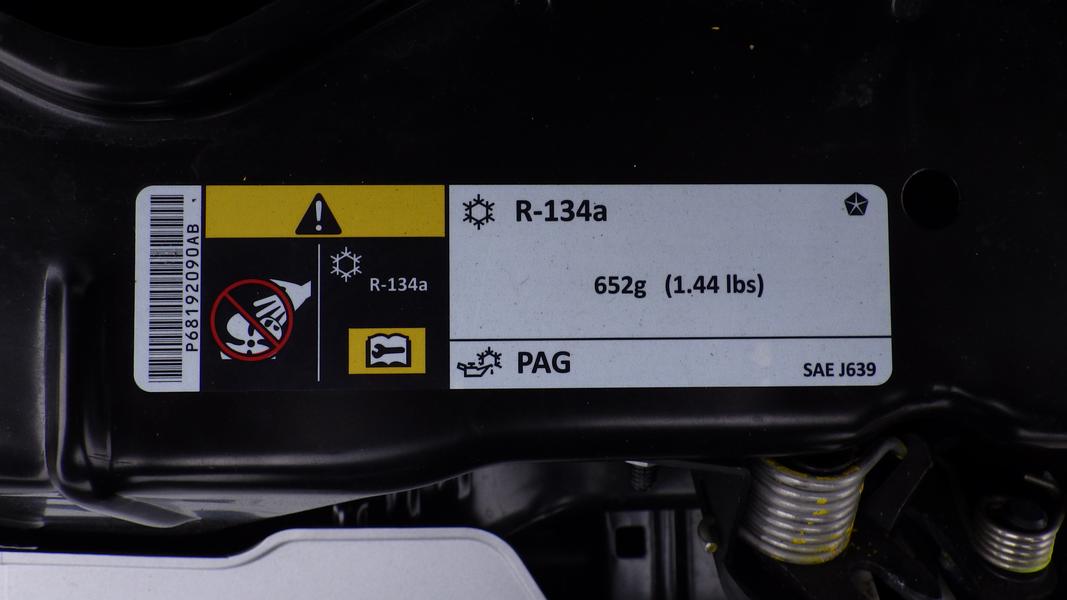 P68192090AB
R-134a
R-134a
652g (1.44 lbs)
PAG
SAE J639